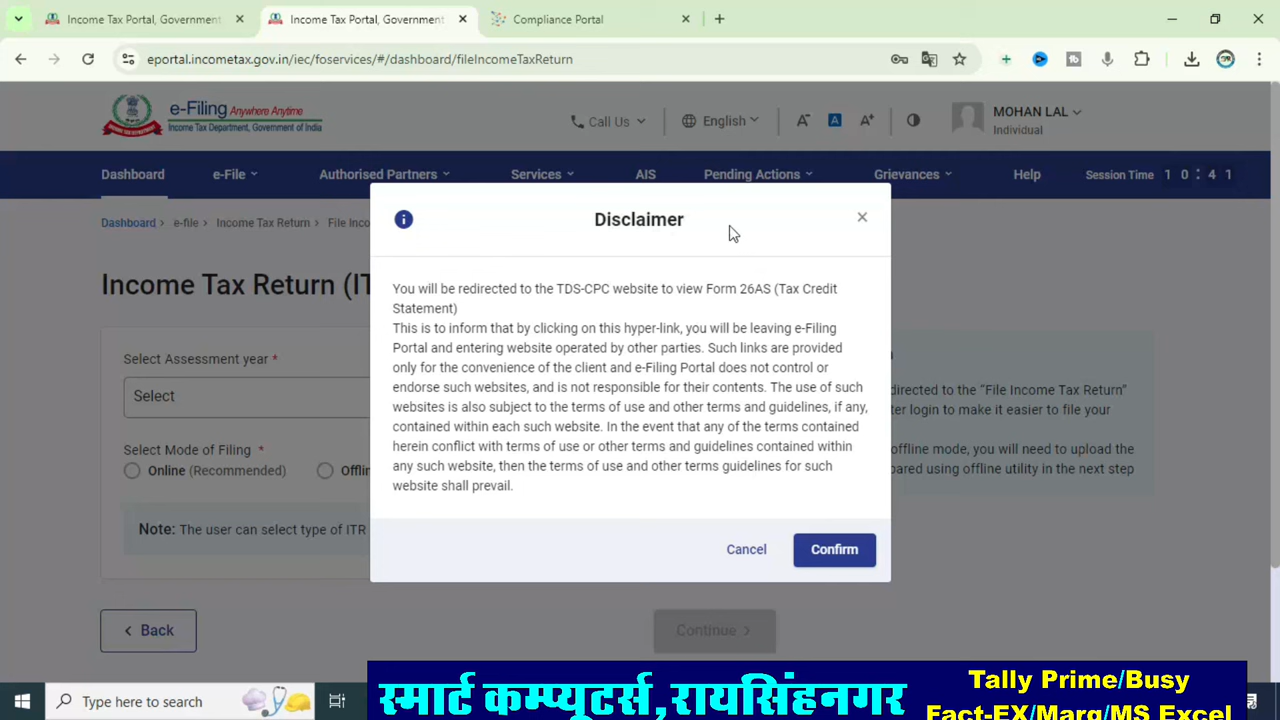 Income Tax Portal, Government
Income Tax Portal, Government
Compliance Portal
eportal.incometax.gov.in/iec/foservices/#/dashboard/fileIncomeTaxReturn
e-Filing Anywhere Anytime
Income Tax Department, Government of India
Call Us
English
A-
A
A+
MOHAN LAL
Individual
Dashboard
e-File
Authorised Partners
Services
AIS
Pending Actions
Grievances
Help
Session Time 1 0 : 4 1
Dashboard
e-file
Income Tax Return
File Inco
Disclaimer
Income Tax Return (IT
You will be redirected to the TDS-CPC website to view Form 26AS (Tax Credit
Statement)
This is to inform that by clicking on this hyper-link, you will be leaving e-Filing
Portal and entering website operated by other parties. Such links are provided
only for the convenience of the client and e-Filing Portal does not control or
endorse such websites, and is not responsible for their contents. The use of such
websites is also subject to the terms of use and other terms and guidelines, if any,
contained within each such website. In the event that any of the terms contained
herein conflict with terms of use or other terms and guidelines contained within
any such website, then the terms of use and other terms guidelines for such
website shall prevail.
Cancel
Confirm
Select Assessment year *
Select
Select Mode of Filing *
Online (Recommended)
Offlin
Note: The user can select type of ITR
directed to the “File Income Tax Return”
ter login to make it easier to file your
offline mode, you will need to upload the
pared using offline utility in the next step
Back
Continue
स्मार्ट कम्प्यूटर्स,रायसिंहनगर
Tally Prime/Busy
Fact-EX/Marg/MS Excel
Type here to search